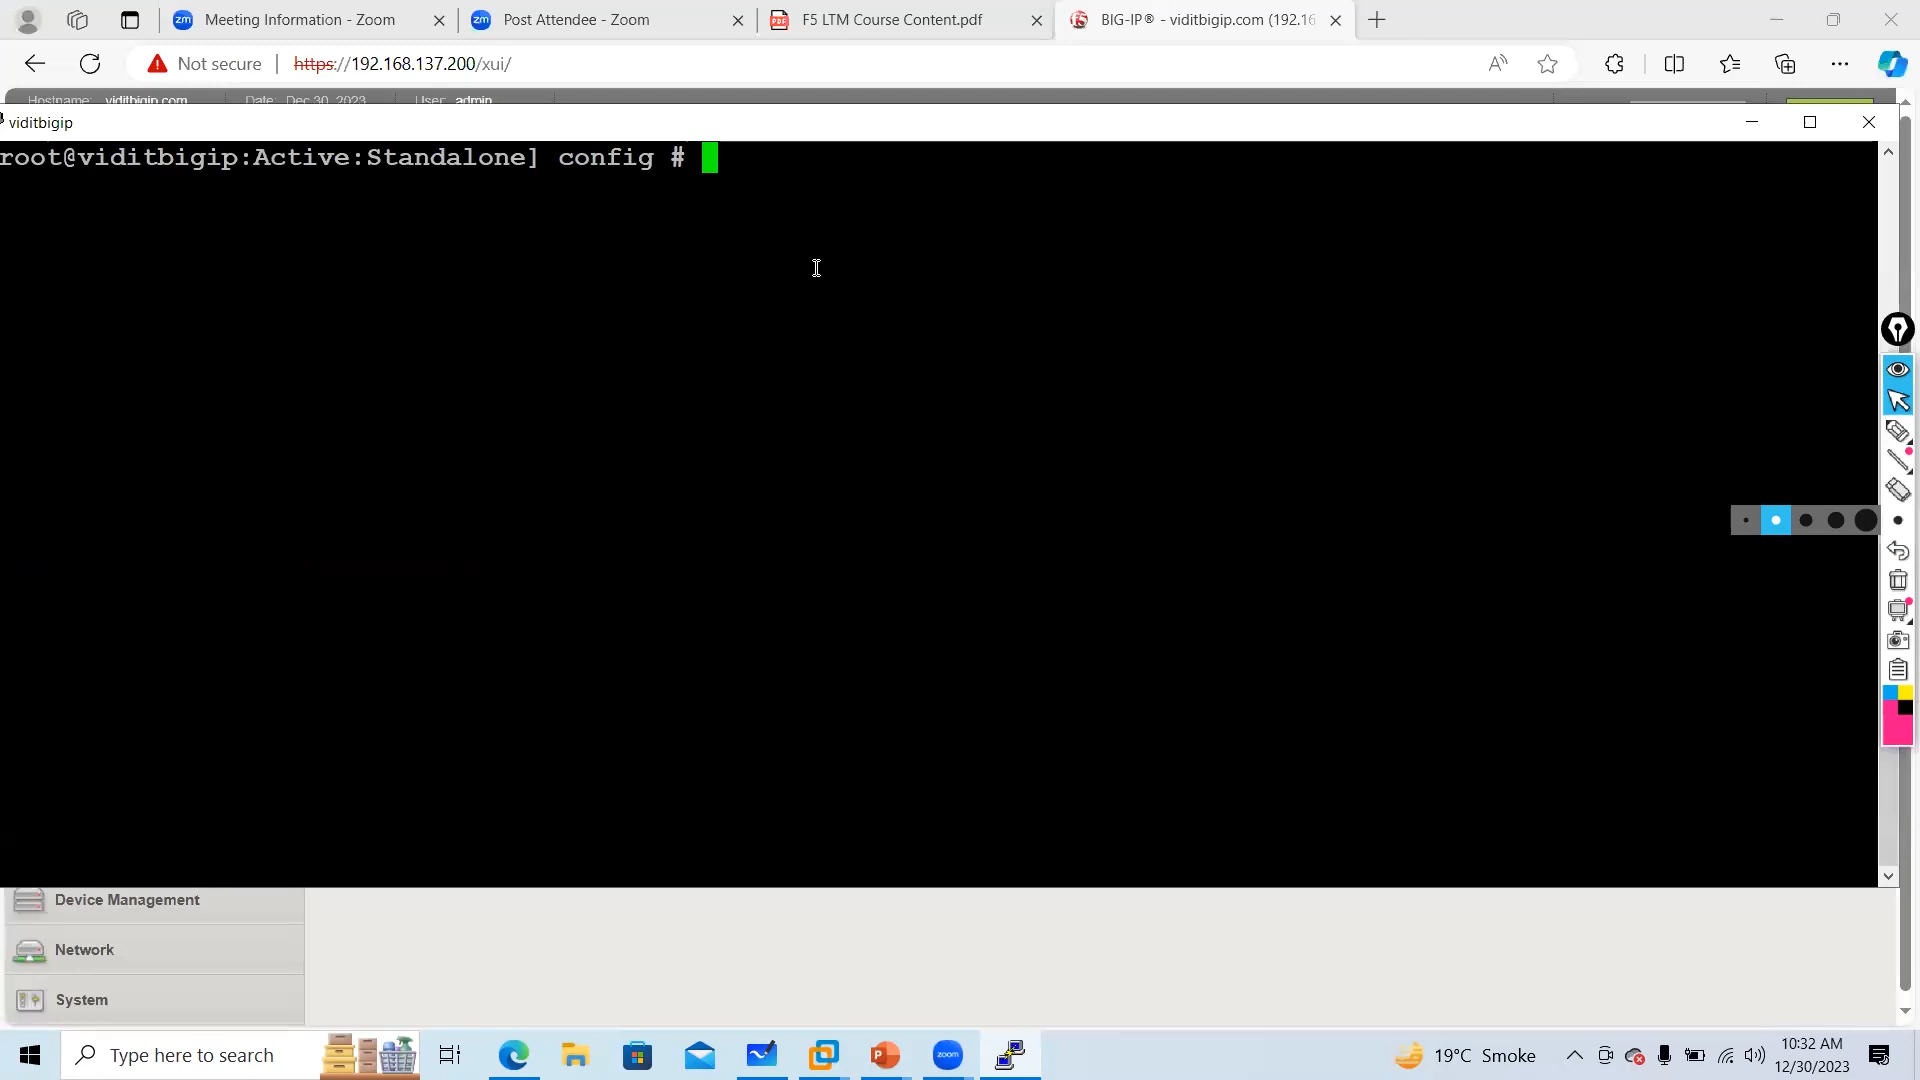 Meeting Information - Zoom
Post Attendee - Zoom
F5 LTM Course Content.pdf
BIG-IP® - viditbigip.com (192.16
Not secure
https://192.168.137.200/xui/
Hostname: viditbigip.com
Date: Dec 30, 2023
User: admin
viditbigip
root@viditbigip:Active:Standalone] config #
Device Management
Network
System
Type here to search
zoom
19°C Smoke
10:32 AM
12/30/2023